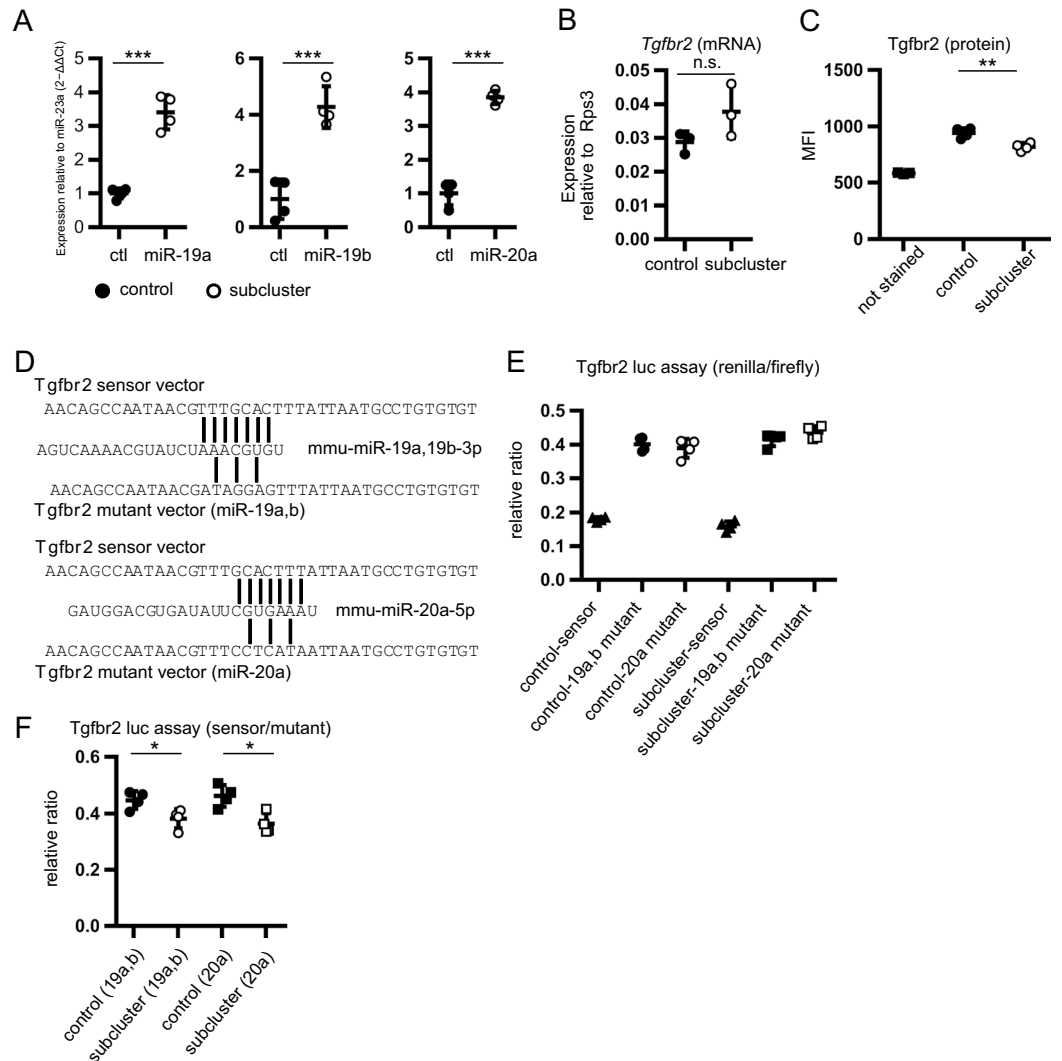 A
Expression relative to miR-23a (2−ΔΔCt)
***
5
4
3
2
1
0
ctl miR-19a
***
6
4
2
0
ctl miR-19b
***
5
4
3
2
1
0
ctl miR-20a
control subcluster
B
Tgfbr2 (mRNA)
n.s.
Expression
relative to Rps3
0.05
0.04
0.03
0.02
0.01
0.00
control subcluster
C
Tgfbr2 (protein)
**
MFI
1500
1000
500
0
not stained
control
subcluster
D
Tgfbr2 sensor vector
AACAGCCAATAACGTTTGCACTTTATTAATGCCTGTGTGT
AGUCAAAACGUAUCUAAACGUGU mmu-miR-19a,19b-3p
AACAGCCAATAACGATAGGAGTTTATTAATGCCTGTGTGT
Tgfbr2 mutant vector (miR-19a,b)
Tgfbr2 sensor vector
AACAGCCAATAACGTTTGCACTTTATTAATGCCTGTGTGT
GAUGGACGUGAUAUUCGUGAAAU mmu-miR-20a-5p
AACAGCCAATAACGTTTCCTCATAATTAATGCCTGTGTGT
Tgfbr2 mutant vector (miR-20a)
E
Tgfbr2 luc assay (renilla/firefly)
relative ratio
0.5
0.4
0.3
0.2
0.1
0.0
control-sensor
control-19a,b mutant
control-20a mutant
subcluster-sensor
subcluster-19a,b mutant
subcluster-20a mutant
F
Tgfbr2 luc assay (sensor/mutant)
* *
relative ratio
0.6
0.4
0.2
0.0
control (19a,b)
subcluster (19a,b)
control (20a)
subcluster (20a)